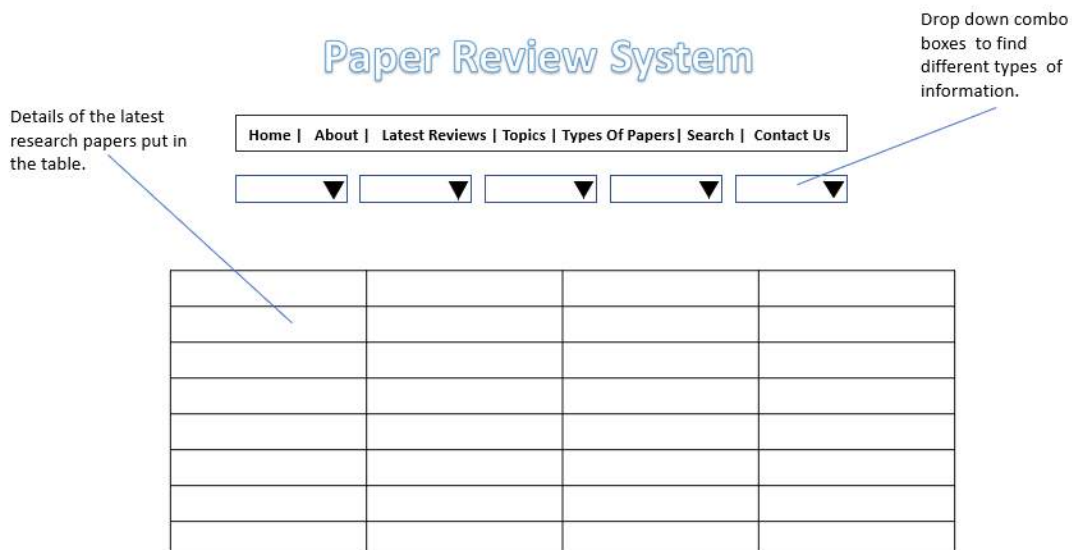 Paper Review System
Drop down combo
boxes to find
different types of
information.
Details of the latest
research papers put in
the table.
Home | About | Latest Reviews | Topics | Types Of Papers | Search | Contact Us